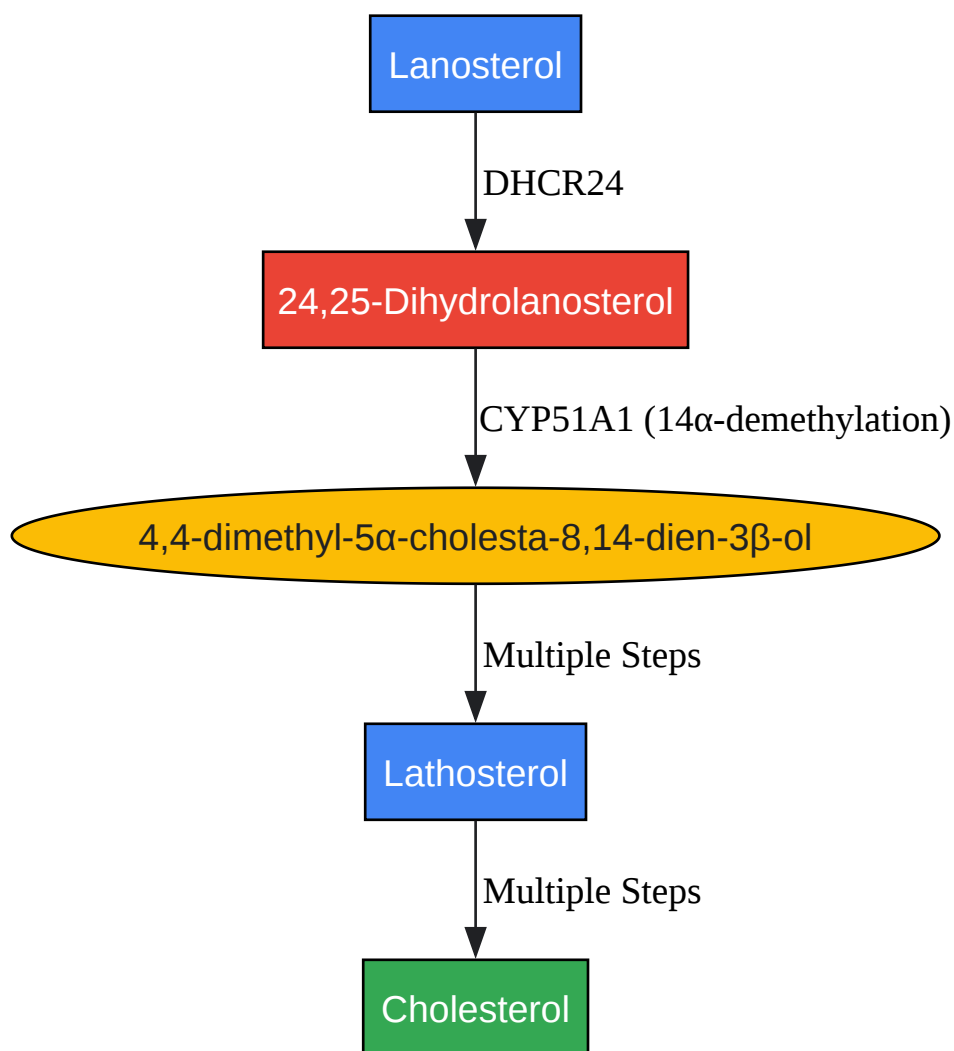 Lanosterol
DHCR24
24,25-Dihydrolanosterol
CYP51A1 (14α-demethylation)
4,4-dimethyl-5α-cholesta-8,14-dien-3β-ol
Multiple Steps
Lathosterol
Multiple Steps
Cholesterol